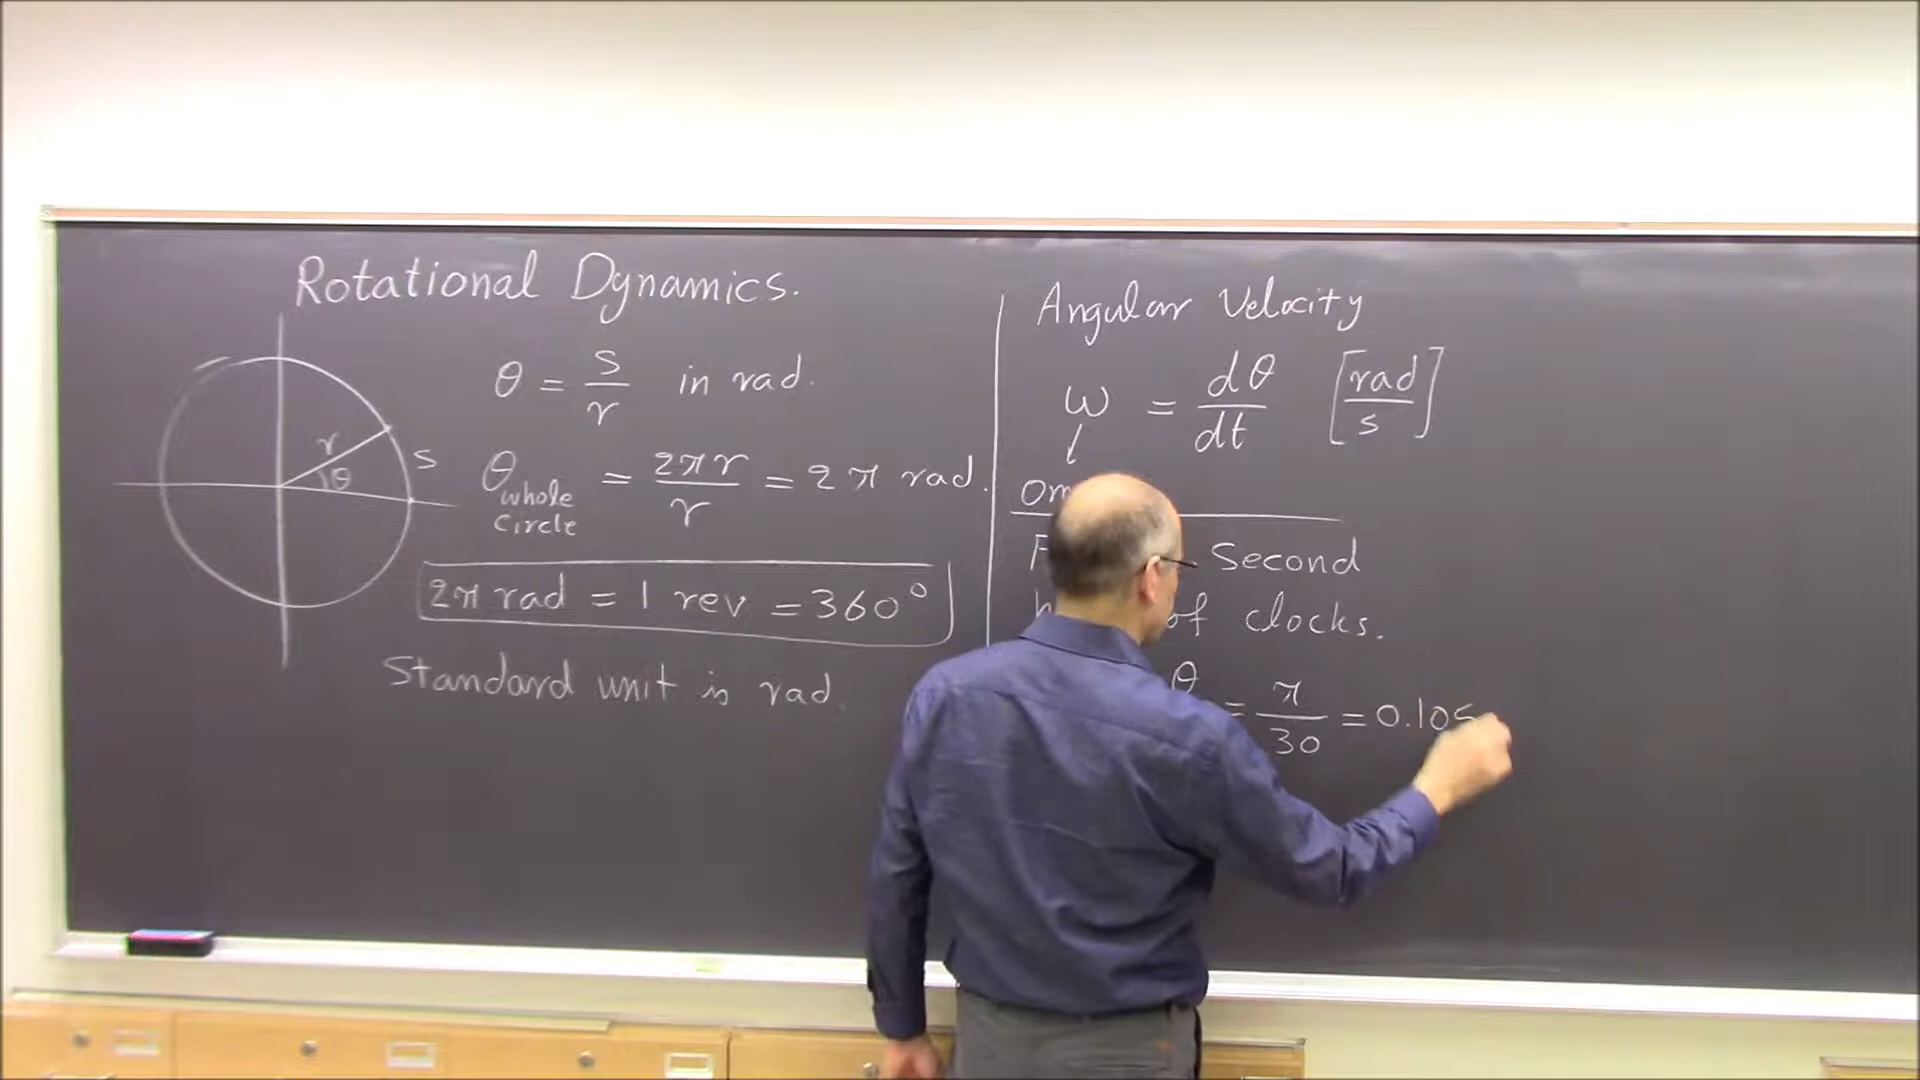 Rotational Dynamics.
θ = s/r in rad.
r
θ
s
θ whole circle = 2πr/r = 2π rad.
2π rad = 1 rev = 360°
Standard unit is rad.
Angular Velocity
ω = dθ/dt [rad/s]
Second
of clocks.
θ = π/30 = 0.105